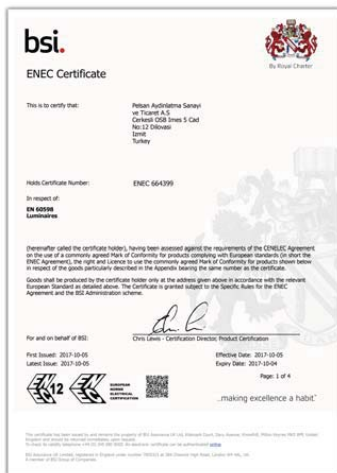 bsi.
By Royal Charter
ENEC Certificate
This is to certify that:
Pelsan Aydinlatma Sanayi
ve Ticaret A.S
Cerkesli OSB Imes 5 Cad
No:12 Dilovasi
Izmit
Turkey
Holds Certificate Number:
ENEC 664399
In respect of:
EN 60598
Luminaires
(hereinafter called the certificate holder), having been assessed against the requirements of the CENELEC Agreement
on the use of a commonly agreed Mark of Conformity for products complying with European standards (in short the
ENEC Agreement), the right and Licence to use the commonly agreed Mark of Conformity for products shown below
in respect of the goods particularly described in the Appendix bearing the same number as the certificate.
Goods shall be produced by the certificate holder only at the address given above in accordance with the relevant
European Standard as detailed above. The Certificate is granted subject to the Specific Rules for the ENEC
Agreement and the BSI Administration scheme.
For and on behalf of BSI:
Chris Lewis - Certification Director, Product Certification
First Issued: 2017-10-05
Effective Date: 2017-10-05
Latest Issue: 2017-10-05
Expiry Date: 2017-10-04
Page: 1 of 4
12
EUROPEAN
NORMS
ELECTRICAL
CERTIFICATION
...making excellence a habit.™